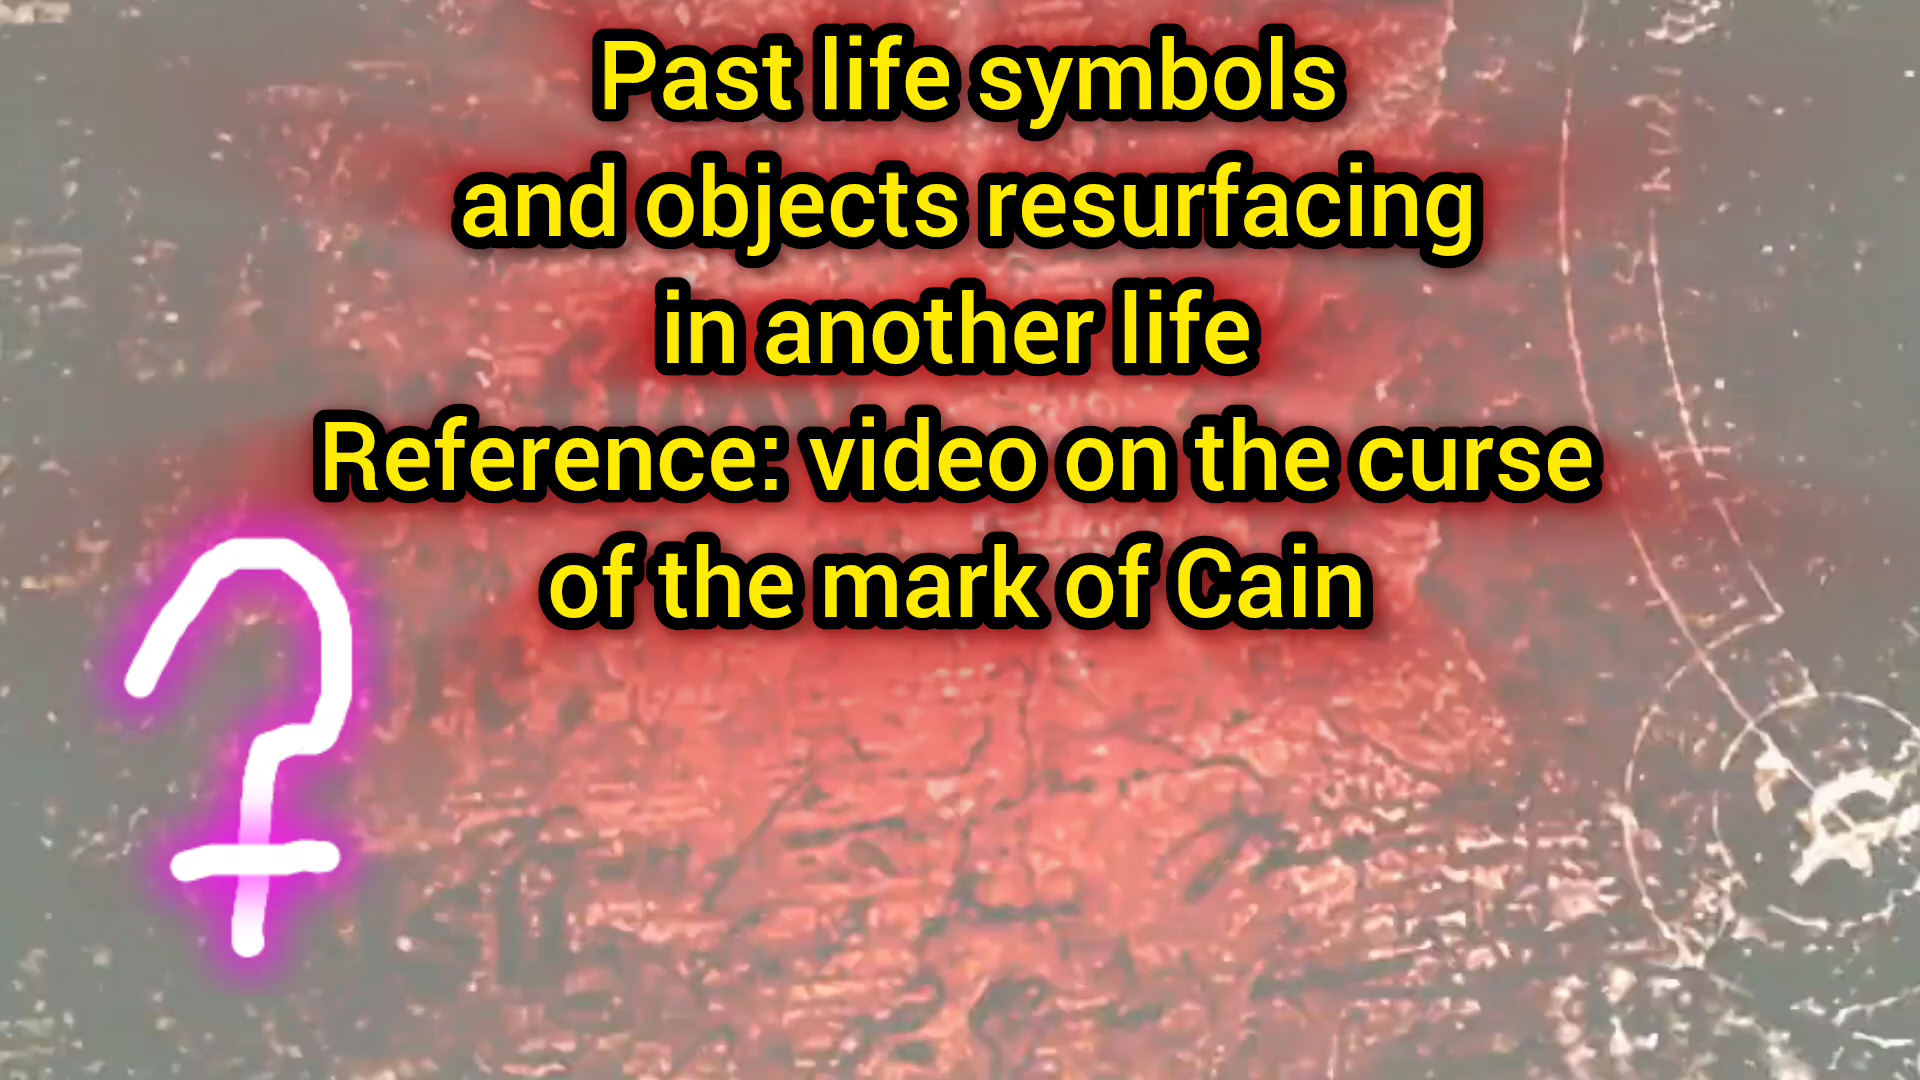 Past life symbols
and objects resurfacing
in another life
Reference: video on the curse
of the mark of Cain